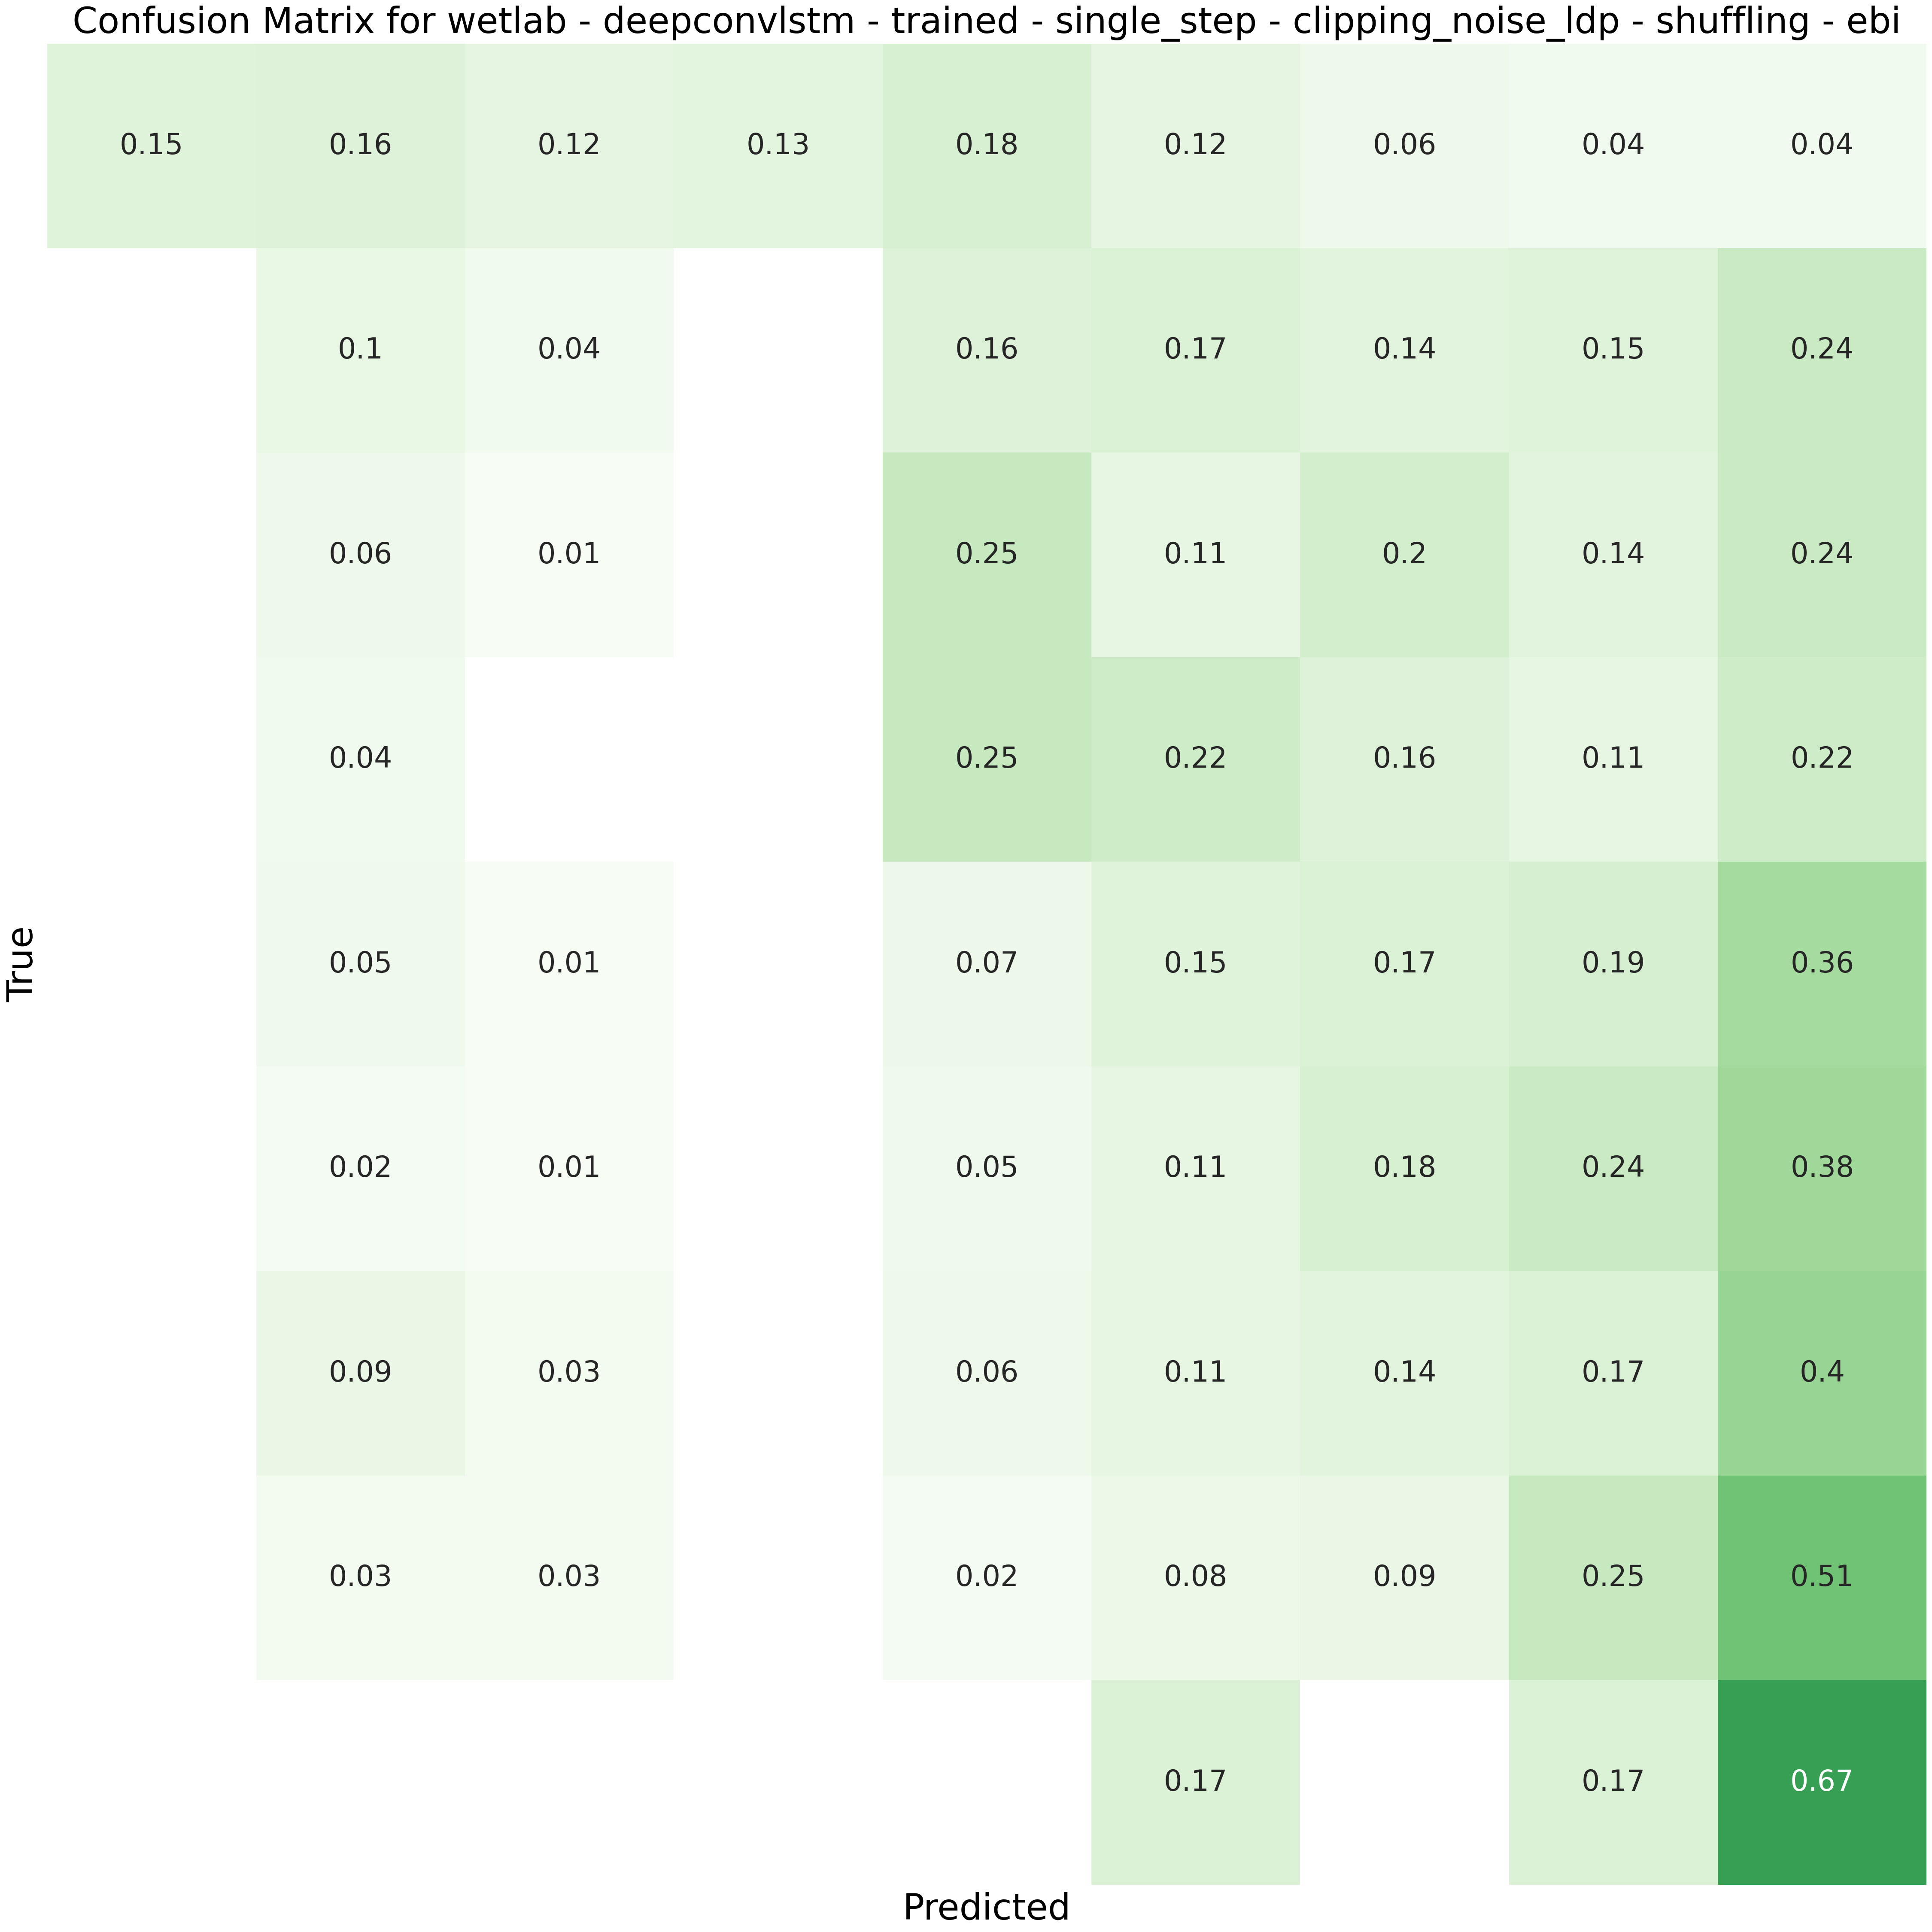 Confusion Matrix for wetlab - deepconvlstm - trained - single_step - clipping_noise_ldp - shuffling - ebi
0.15 0.16 0.12 0.13 0.18 0.12 0.06 0.04 0.04
0.1 0.04 0.16 0.17 0.14 0.15 0.24
0.06 0.01 0.25 0.11 0.2 0.14 0.24
0.04 0.25 0.22 0.16 0.11 0.22
True
0.05 0.01 0.07 0.15 0.17 0.19 0.36
0.02 0.01 0.05 0.11 0.18 0.24 0.38
0.09 0.03 0.06 0.11 0.14 0.17 0.4
0.03 0.03 0.02 0.08 0.09 0.25 0.51
0.17 0.17 0.67
Predicted